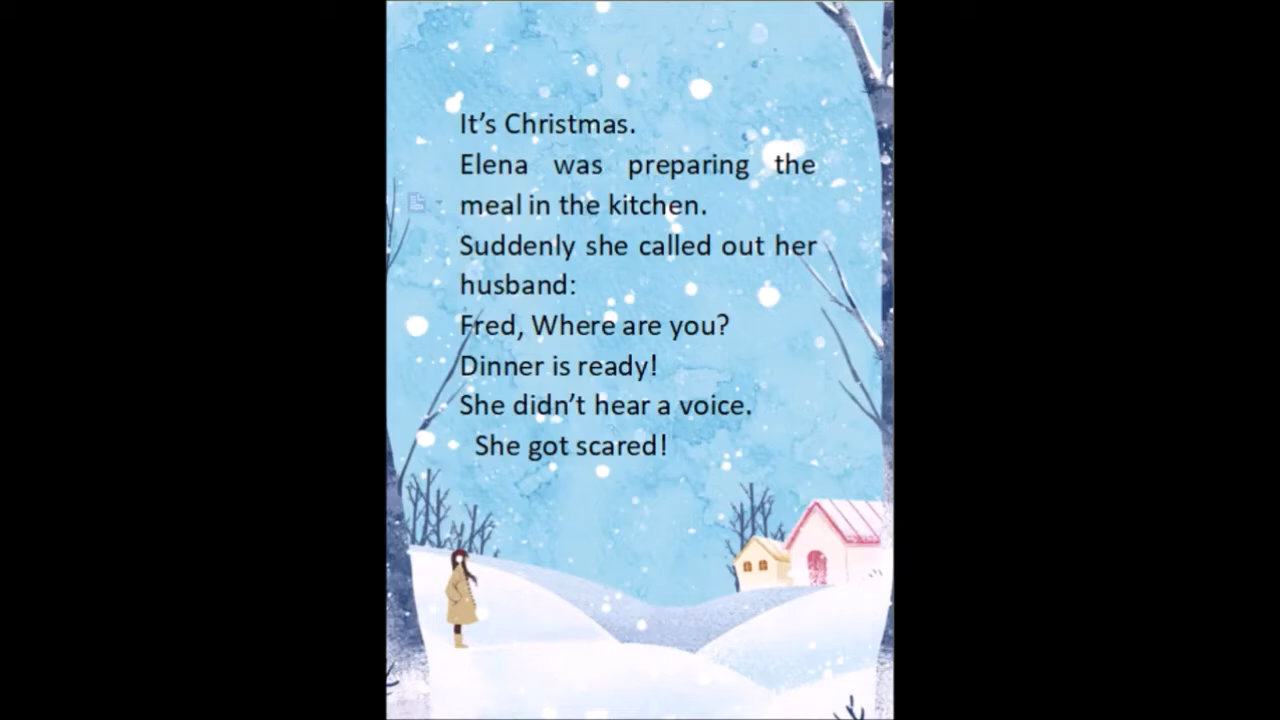 It’s Christmas.
Elena was preparing the
meal in the kitchen.
Suddenly she called out her
husband:
Fred, Where are you?
Dinner is ready!
She didn’t hear a voice.
She got scared!